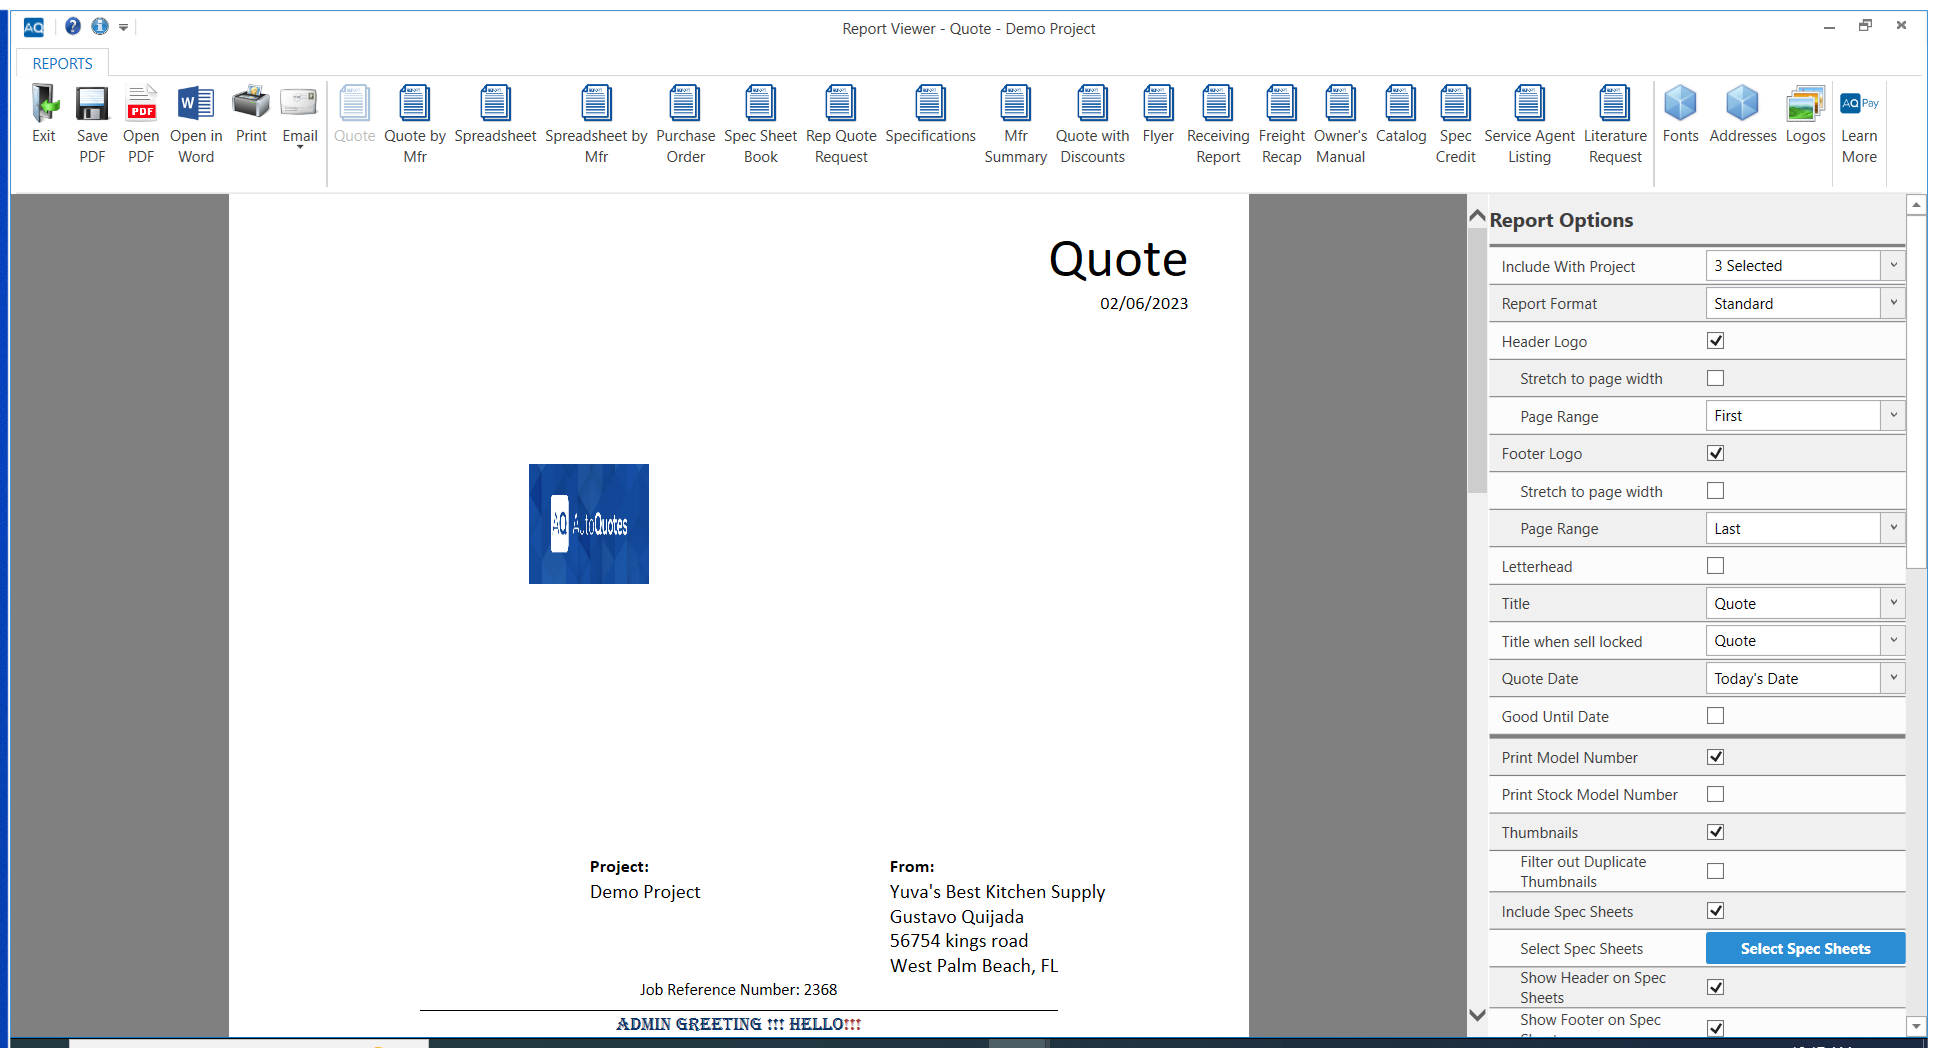 AQ
Report Viewer - Quote - Demo Project
REPORTS
Exit
Save PDF
Open PDF
Open in Word
Print
Email
Quote
Quote by Mfr
Spreadsheet
Spreadsheet by Mfr
Purchase Order
Spec Sheet Book
Rep Quote Request
Specifications
Mfr Summary
Quote with Discounts
Flyer
Receiving Report
Freight Recap
Owner's Manual
Catalog
Spec Credit
Service Agent Listing
Literature Request
Fonts
Addresses
Logos
AQ Pay
Learn More
Quote
02/06/2023
AQ AutoQuotes
Project:
Demo Project
From:
Yuva's Best Kitchen Supply
Gustavo Quijada
56754 kings road
West Palm Beach, FL
Job Reference Number: 2368
ADMIN GREETING !!! HELLO!!!
Report Options
Include With Project 3 Selected
Report Format Standard
Header Logo
Stretch to page width
Page Range First
Footer Logo
Stretch to page width
Page Range Last
Letterhead
Title Quote
Title when sell locked Quote
Quote Date Today's Date
Good Until Date
Print Model Number
Print Stock Model Number
Thumbnails
Filter out Duplicate
Thumbnails
Include Spec Sheets
Select Spec Sheets Select Spec Sheets
Show Header on Spec
Sheets
Show Footer on Spec